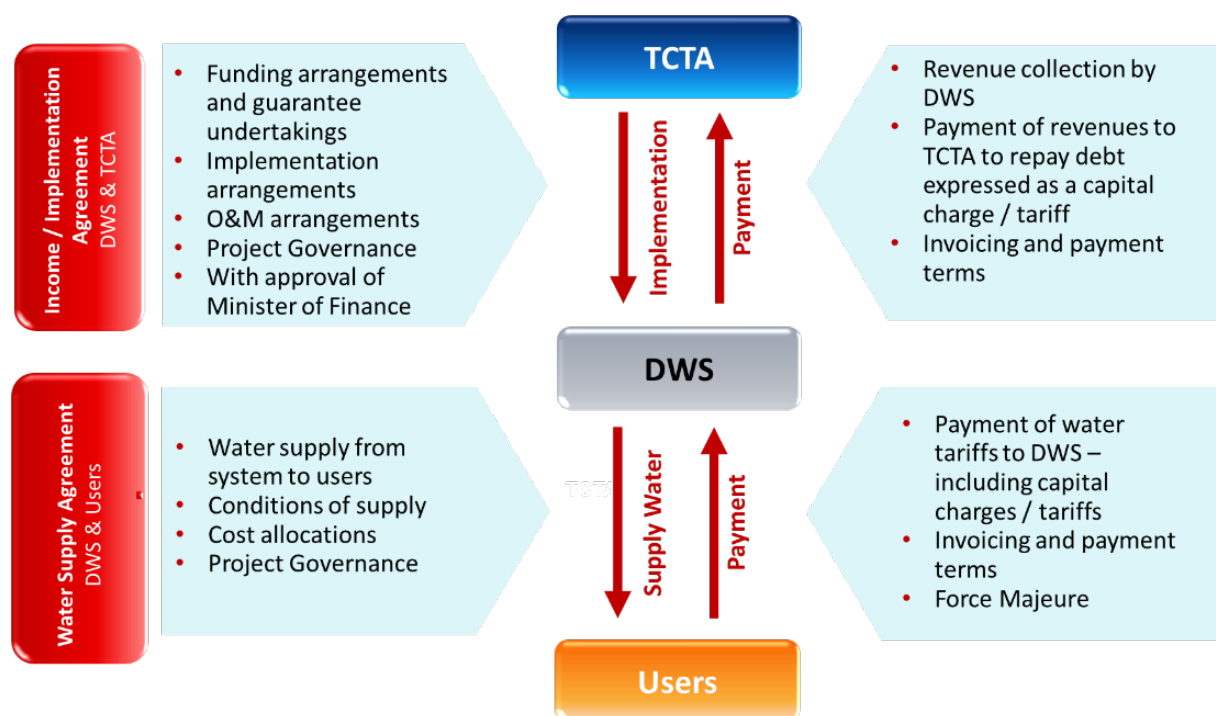 Income / Implementation
Agreement
DWS & TCTA
• Funding arrangements
and guarantee
undertakings
• Implementation
arrangements
• O&M arrangements
• Project Governance
• With approval of
Minister of Finance
TCTA
Implementation
Payment
• Revenue collection by
DWS
• Payment of revenues to
TCTA to repay debt
expressed as a capital
charge / tariff
• Invoicing and payment
terms
DWS
Water Supply Agreement
DWS & Users
• Water supply from
system to users
• Conditions of supply
• Cost allocations
• Project Governance
TCTA
Supply Water
Payment
• Payment of water
tariffs to DWS –
including capital
charges / tariffs
• Invoicing and payment
terms
• Force Majeure
Users